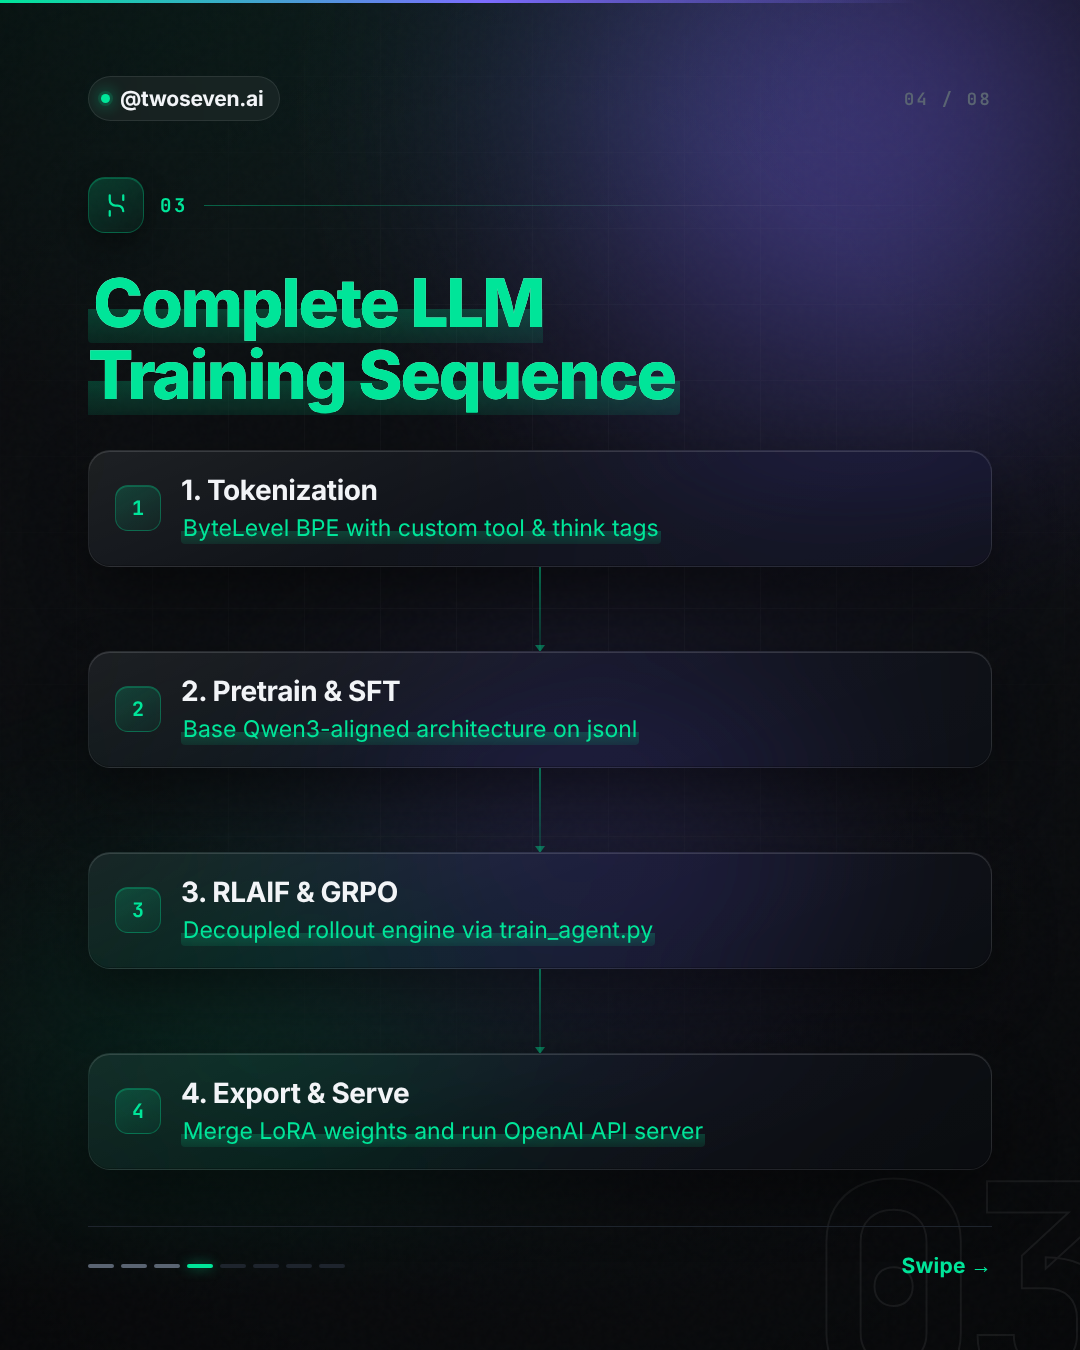 @twoseven.ai
04 / 08
03
Complete LLM
Training Sequence
1
1. Tokenization
ByteLevel BPE with custom tool & think tags
2
2. Pretrain & SFT
Base Qwen3-aligned architecture on jsonl
3
3. RLAIF & GRPO
Decoupled rollout engine via train_agent.py
4
4. Export & Serve
Merge LoRA weights and run OpenAI API server
03
Swipe →